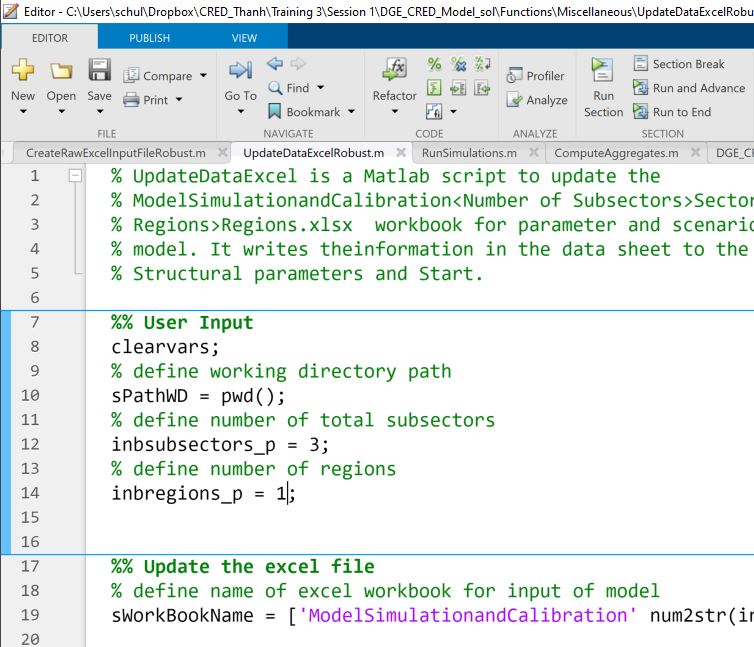 Editor - C:\Users\schul\Dropbox\CRED_Thanh\Training 3\Session 1\DGE_CRED_Model_sol\Functions\Miscellaneous\UpdateDataExcelRobu
EDITOR PUBLISH VIEW
New Open Save Compare Print Go To Find Bookmark Refactor fx Profiler Analyze Run Section Section Break Run and Advance Run to End
FILE NAVIGATE CODE ANALYZE SECTION
CreateRawExcelInputFileRobust.m UpdateDataExcelRobust.m RunSimulations.m ComputeAggregates.m DGE_C
1 % UpdateDataExcel is a Matlab script to update the
2 % ModelSimulationandCalibration<Number of Subsectors>Sector
3 % Regions>Regions.xlsx  workbook for parameter and scenari
4 % model. It writes theinformation in the data sheet to the
5 % Structural parameters and Start.
6
7 %% User Input
8 clearvars;
9 % define working directory path
10 sPathWD = pwd();
11 % define number of total subsectors
12 inbsubsectors_p = 3;
13 % define number of regions
14 inbregions_p = 1;
15
16
17 %% Update the excel file
18 % define name of excel workbook for input of model
19 sWorkBookName = ['ModelSimulationandCalibration' num2str(i
20